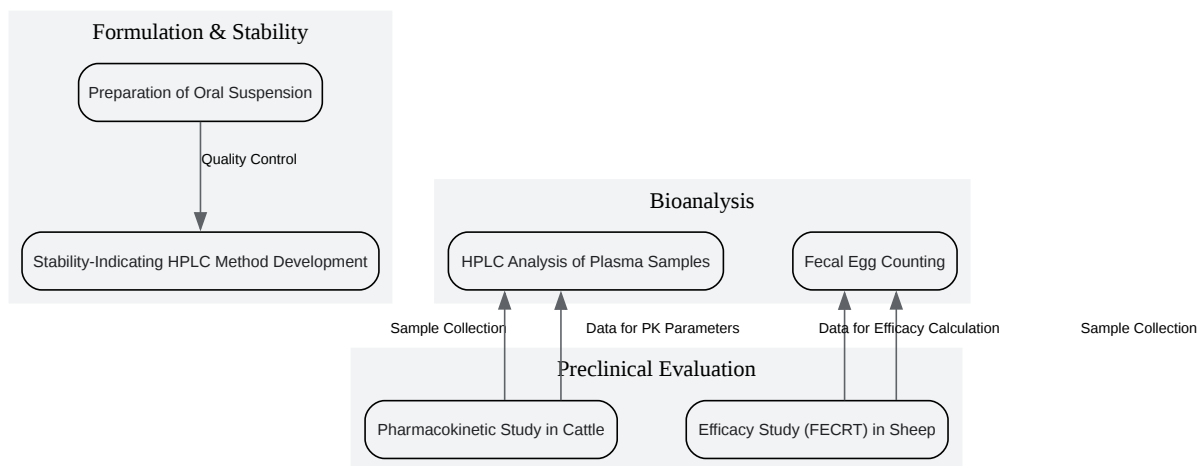 Formulation & Stability
Preparation of Oral Suspension
Quality Control
Stability-Indicating HPLC Method Development
Bioanalysis
HPLC Analysis of Plasma Samples
Fecal Egg Counting
Sample Collection
Data for PK Parameters
Data for Efficacy Calculation
Sample Collection
Preclinical Evaluation
Pharmacokinetic Study in Cattle
Efficacy Study (FECRT) in Sheep